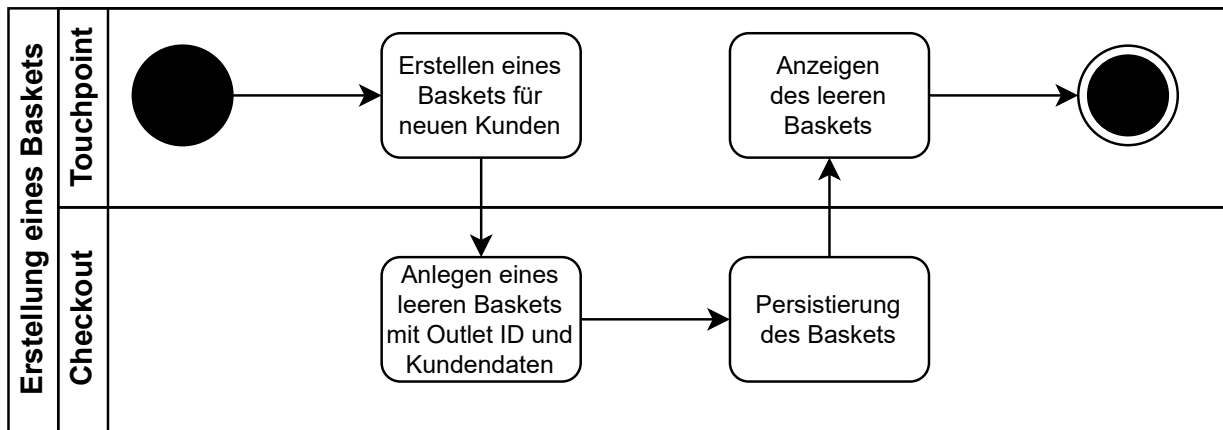 Erstellung eines Baskets
Touchpoint
Erstellen eines
Baskets für
neuen Kunden
Anzeigen
des leeren
Baskets
Checkout
Anlegen eines
leeren Baskets
mit Outlet ID und
Kundendaten
Persistierung
des Baskets